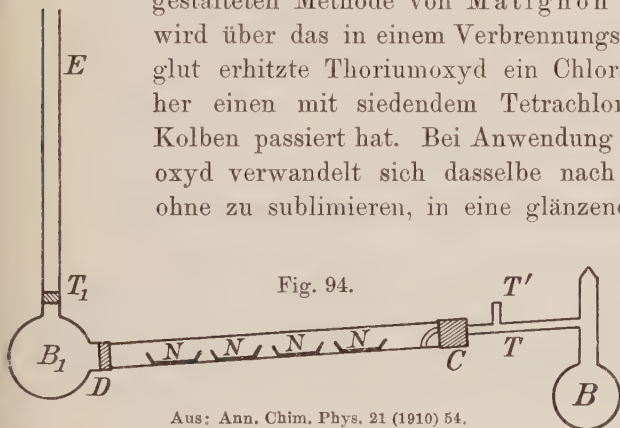 gestalteten Methode von Matignon
wird über das in einem Verbrennungs
glut erhitzte Thoriumoxyd ein Chlor
her einen mit siedendem Tetrachlor
Kolben passiert hat. Bei Anwendung
oxyd verwandelt sich dasselbe nach
ohne zu sublimieren, in eine glänzend
E
Fig. 94.
T₁
T'
B₁
N N N N
D
C
T
B
Aus: Ann. Chim. Phys. 21 (1910) 54.